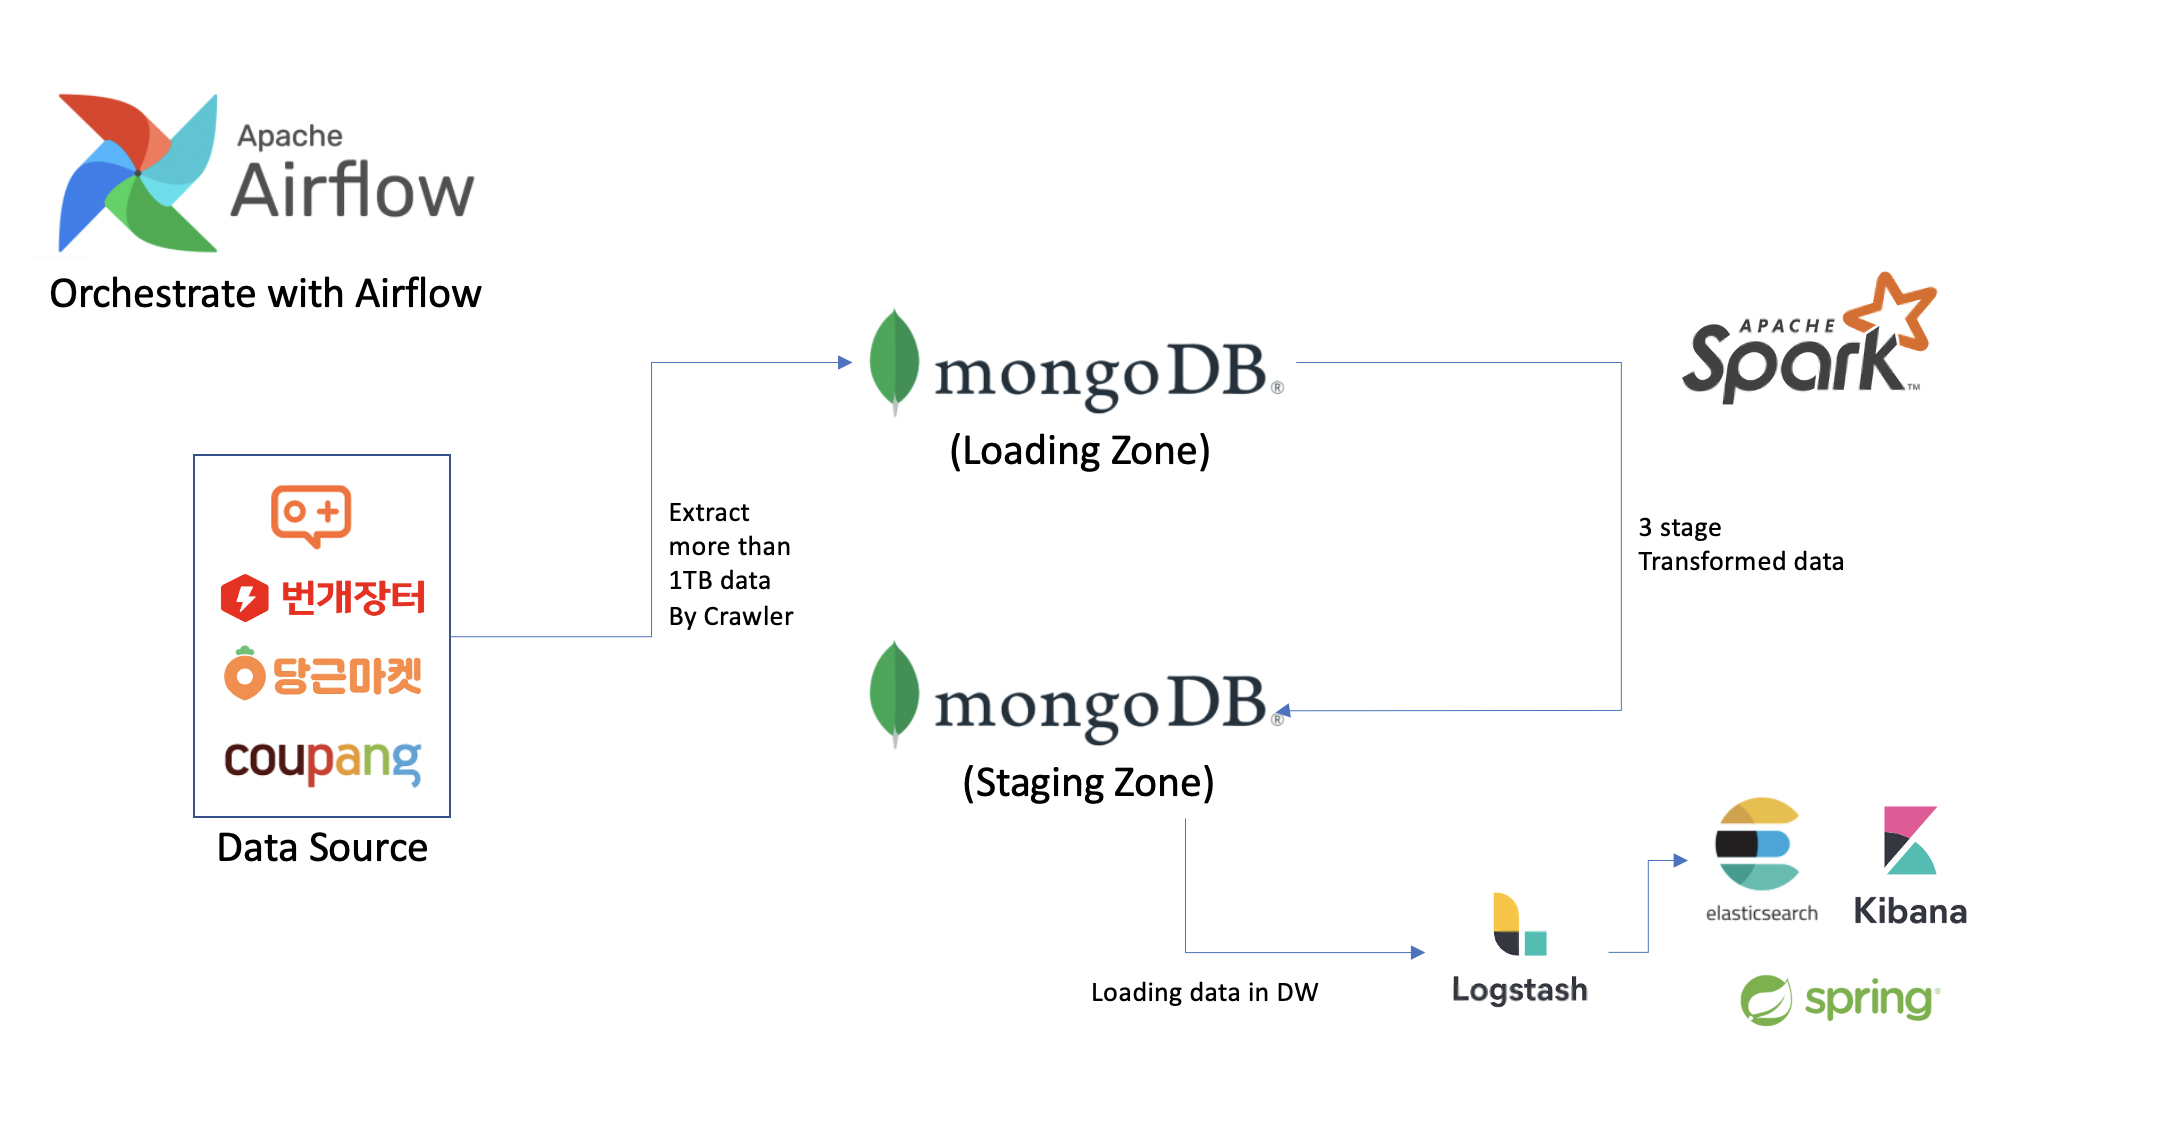 Apache
Airflow
Orchestrate with Airflow
번개장터
당근마켓
coupang
Data Source
Extract
more than
1TB data
By Crawler
mongoDB®
(Loading Zone)
mongoDB®
(Staging Zone)
APACHE
Spark™
3 stage
Transformed data
Loading data in DW
Logstash
elasticsearch
Kibana
spring®